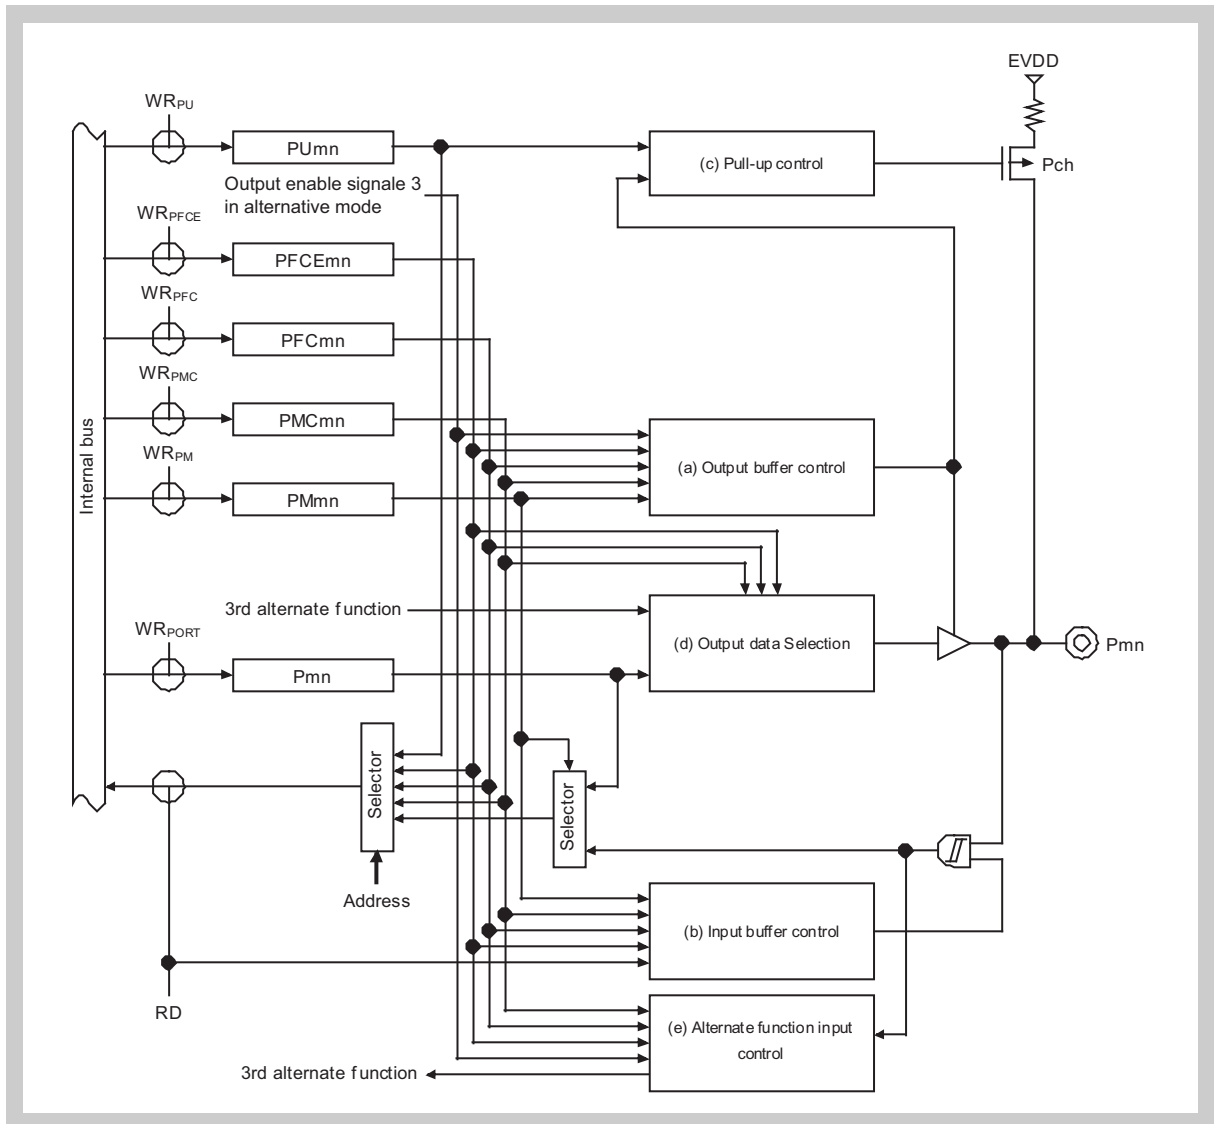 EVDD
WRPU
PUmn
(c) Pull-up control
Pch
Output enable signale 3
in alternative mode
WRPFCE
PFCEmn
WRPFC
PFCmn
WRPMC
PMCmn
Internal bus
WRPM
PMmn
(a) Output buffer control
3rd alternate function
WRPORT
Pmn
(d) Output data Selection
Pmn
Selector
Selector
Address
(b) Input buffer control
RD
(e) Alternate function input
control
3rd alternate function